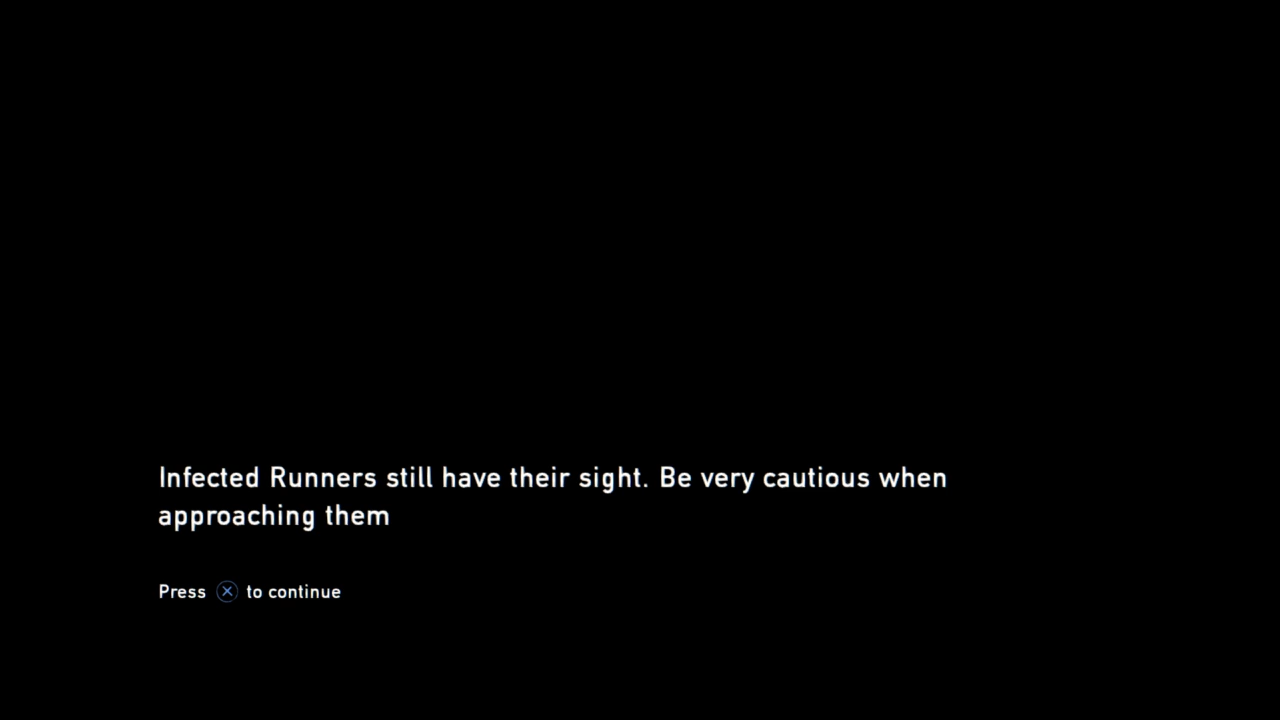 Infected Runners still have their sight. Be very cautious when
approaching them
Press ⓧ to continue